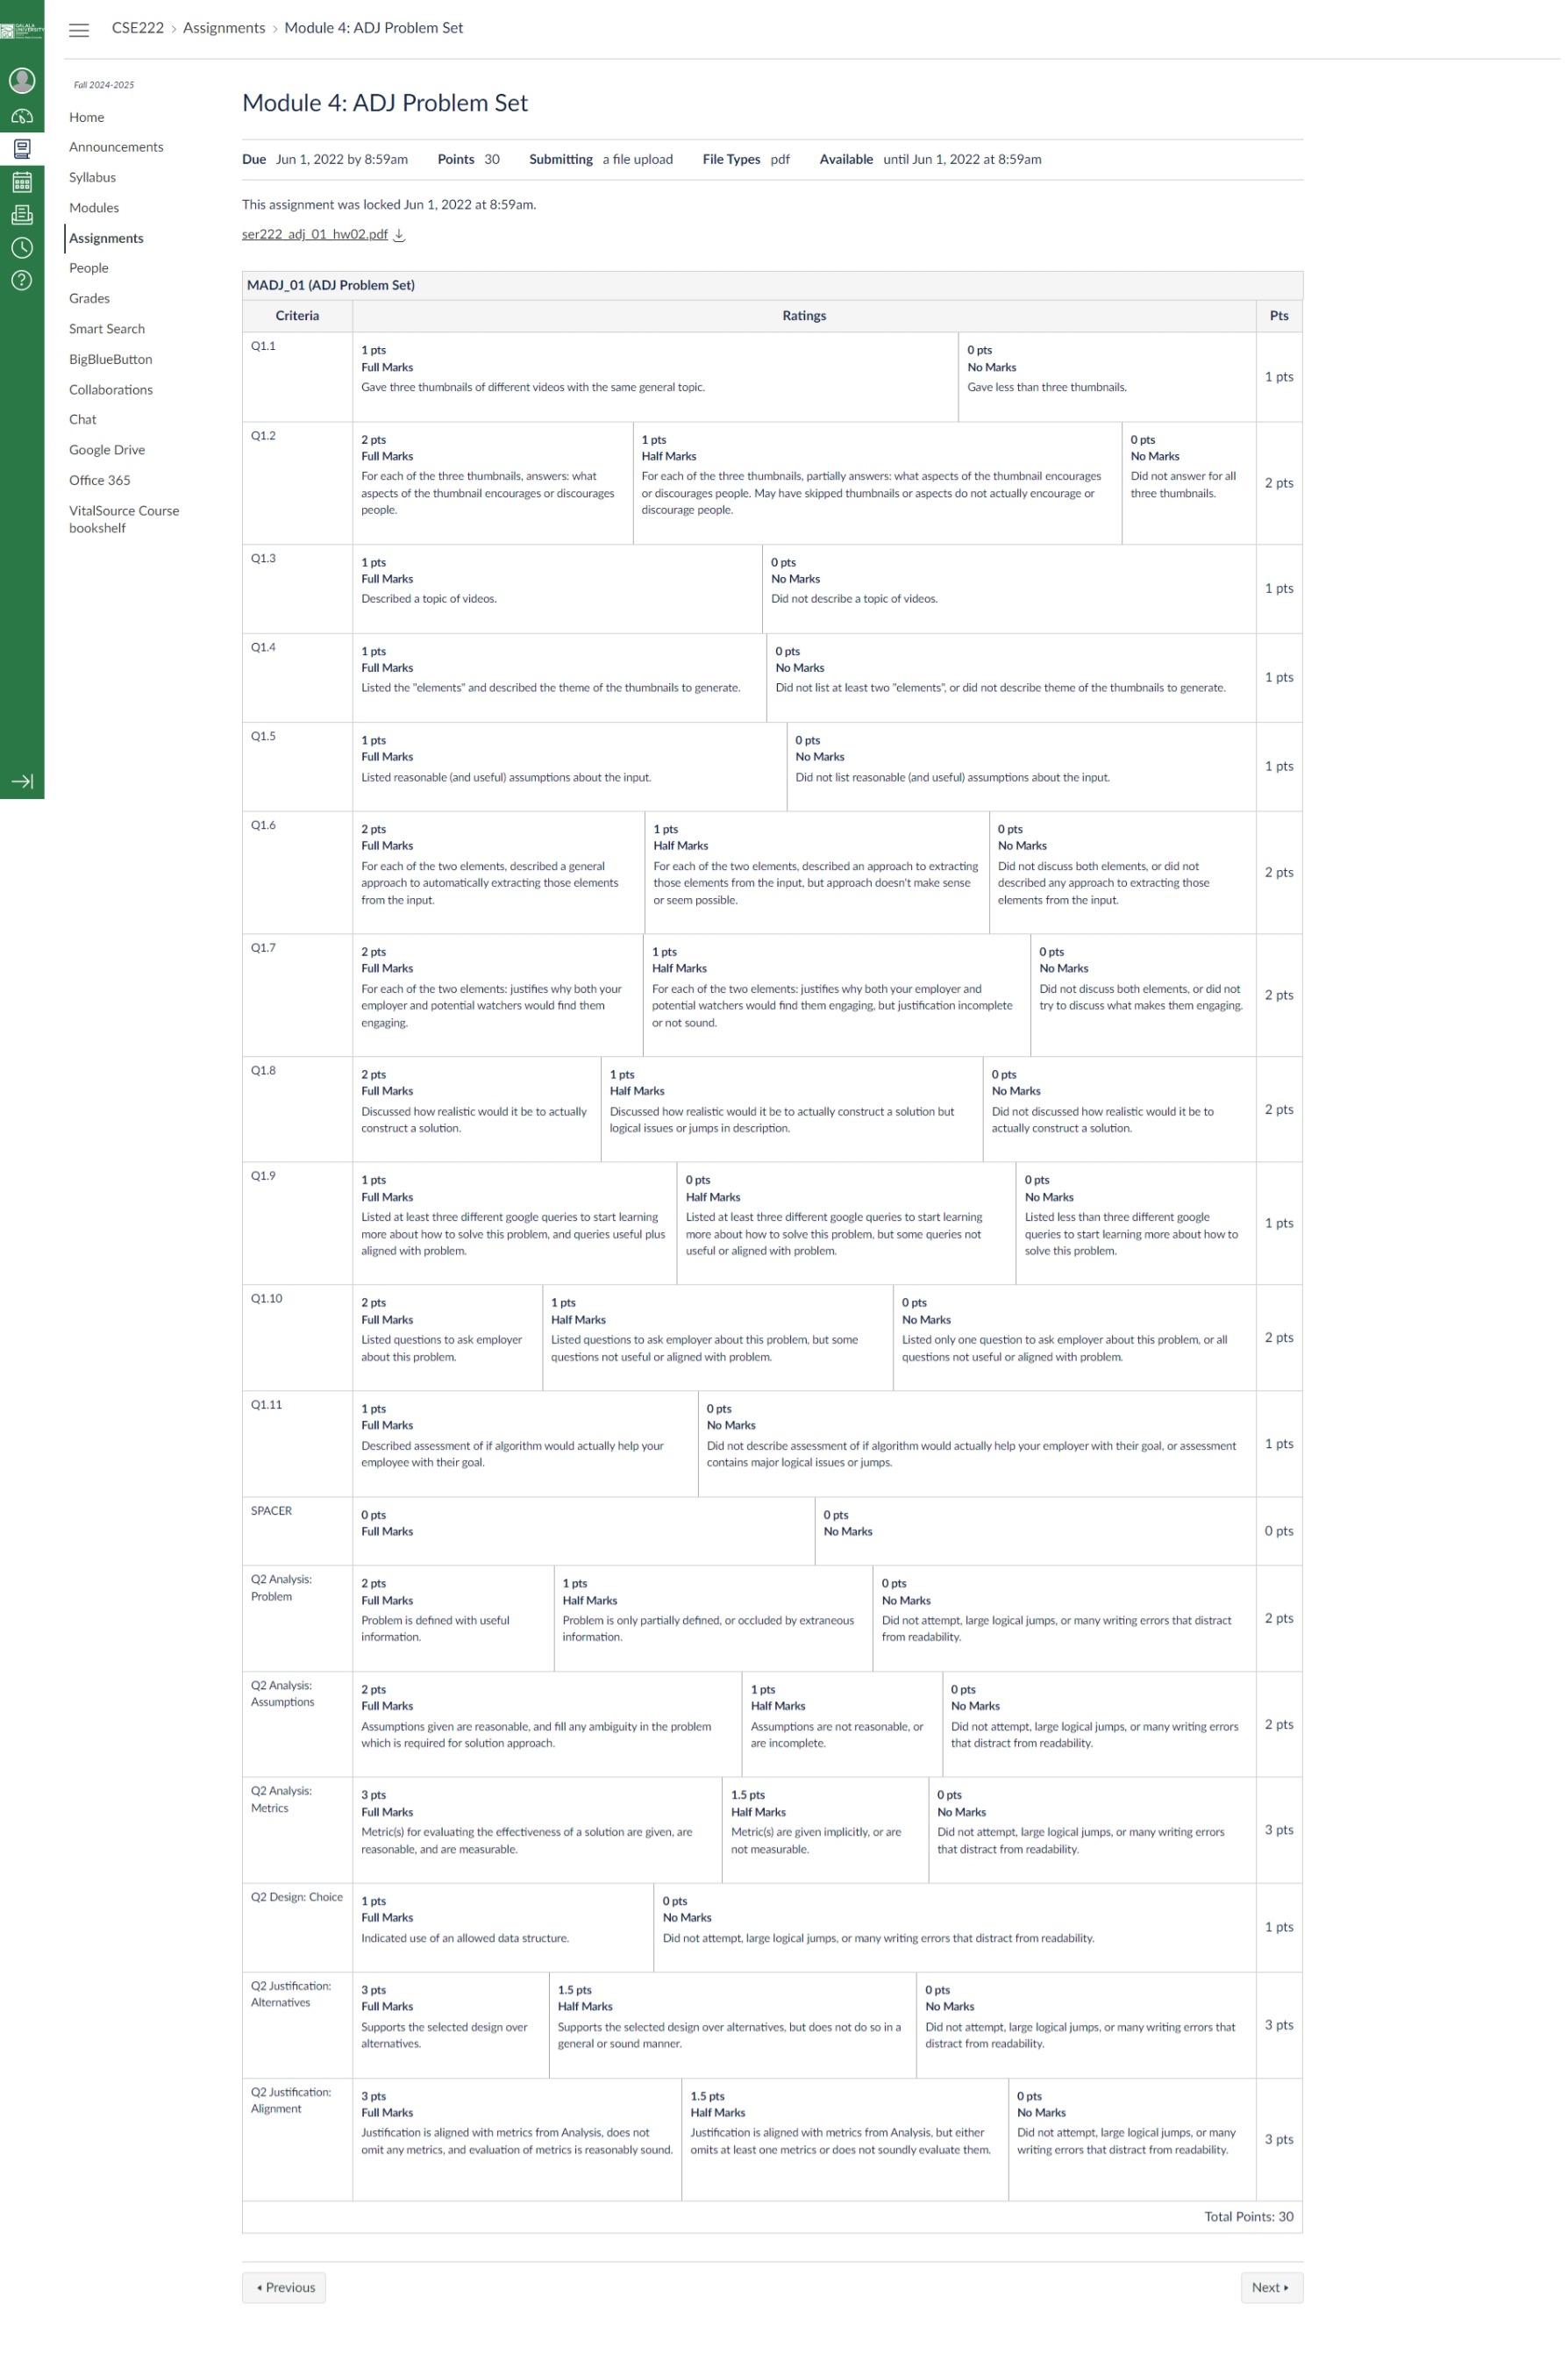 GALALA
UNIVERSITY
CSE222 › Assignments › Module 4: ADJ Problem Set
Fall 2024-2025
Home
Announcements
Syllabus
Modules
Assignments
People
Grades
Smart Search
BigBlueButton
Collaborations
Chat
Google Drive
Office 365
VitalSource Course
bookshelf
Module 4: ADJ Problem Set
Due Jun 1, 2022 by 8:59am Points 30 Submitting a file upload File Types pdf Available until Jun 1, 2022 at 8:59am
This assignment was locked Jun 1, 2022 at 8:59am.
ser222_adj_01_hw02.pdf
MADJ_01 (ADJ Problem Set)
Criteria Ratings Pts
Q1.1
1 pts
Full Marks
Gave three thumbnails of different videos with the same general topic.
0 pts
No Marks
Gave less than three thumbnails.
1 pts
Q1.2
2 pts
Full Marks
For each of the three thumbnails, answers: what
aspects of the thumbnail encourages or discourages
people.
1 pts
Half Marks
For each of the three thumbnails, partially answers: what aspects of the thumbnail encourages
or discourages people. May have skipped thumbnails or aspects do not actually encourage or
discourage people.
0 pts
No Marks
Did not answer for all
three thumbnails.
2 pts
Q1.3
1 pts
Full Marks
Described a topic of videos.
0 pts
No Marks
Did not describe a topic of videos.
1 pts
Q1.4
1 pts
Full Marks
Listed the "elements" and described the theme of the thumbnails to generate.
0 pts
No Marks
Did not list at least two "elements", or did not describe theme of the thumbnails to generate.
1 pts
Q1.5
1 pts
Full Marks
Listed reasonable (and useful) assumptions about the input.
0 pts
No Marks
Did not list reasonable (and useful) assumptions about the input.
1 pts
Q1.6
2 pts
Full Marks
For each of the two elements, described a general
approach to automatically extracting those elements
from the input.
1 pts
Half Marks
For each of the two elements, described an approach to extracting
those elements from the input, but approach doesn't make sense
or seem possible.
0 pts
No Marks
Did not discuss both elements, or did not
described any approach to extracting those
elements from the input.
2 pts
Q1.7
2 pts
Full Marks
For each of the two elements: justifies why both your
employer and potential watchers would find them
engaging.
1 pts
Half Marks
For each of the two elements: justifies why both your employer and
potential watchers would find them engaging, but justification incomplete
or not sound.
0 pts
No Marks
Did not discuss both elements, or did not
try to discuss what makes them engaging.
2 pts
Q1.8
2 pts
Full Marks
Discussed how realistic would it be to actually
construct a solution.
1 pts
Half Marks
Discussed how realistic would it be to actually construct a solution but
logical issues or jumps in description.
0 pts
No Marks
Did not discussed how realistic would it be to
actually construct a solution.
2 pts
Q1.9
1 pts
Full Marks
Listed at least three different google queries to start learning
more about how to solve this problem, and queries useful plus
aligned with problem.
0 pts
Half Marks
Listed at least three different google queries to start learning
more about how to solve this problem, but some queries not
useful or aligned with problem.
0 pts
No Marks
Listed less than three different google
queries to start learning more about how to
solve this problem.
1 pts
Q1.10
2 pts
Full Marks
Listed questions to ask employer
about this problem.
1 pts
Half Marks
Listed questions to ask employer about this problem, but some
questions not useful or aligned with problem.
0 pts
No Marks
Listed only one question to ask employer about this problem, or all
questions not useful or aligned with problem.
2 pts
Q1.11
1 pts
Full Marks
Described assessment of if algorithm would actually help your
employee with their goal.
0 pts
No Marks
Did not describe assessment of if algorithm would actually help your employer with their goal, or assessment
contains major logical issues or jumps.
1 pts
SPACER
0 pts
Full Marks
0 pts
No Marks
0 pts
Q2 Analysis:
Problem
2 pts
Full Marks
Problem is defined with useful
information.
1 pts
Half Marks
Problem is only partially defined, or occluded by extraneous
information.
0 pts
No Marks
Did not attempt, large logical jumps, or many writing errors that distract
from readability.
2 pts
Q2 Analysis:
Assumptions
2 pts
Full Marks
Assumptions given are reasonable, and fill any ambiguity in the problem
which is required for solution approach.
1 pts
Half Marks
Assumptions are not reasonable, or
are incomplete.
0 pts
No Marks
Did not attempt, large logical jumps, or many writing errors
that distract from readability.
2 pts
Q2 Analysis:
Metrics
3 pts
Full Marks
Metric(s) for evaluating the effectiveness of a solution are given, are
reasonable, and are measurable.
1.5 pts
Half Marks
Metric(s) are given implicitly, or are
not measurable.
0 pts
No Marks
Did not attempt, large logical jumps, or many writing errors
that distract from readability.
3 pts
Q2 Design: Choice
1 pts
Full Marks
Indicated use of an allowed data structure.
0 pts
No Marks
Did not attempt, large logical jumps, or many writing errors that distract from readability.
1 pts
Q2 Justification:
Alternatives
3 pts
Full Marks
Supports the selected design over
alternatives.
1.5 pts
Half Marks
Supports the selected design over alternatives, but does not do so in a
general or sound manner.
0 pts
No Marks
Did not attempt, large logical jumps, or many writing errors that
distract from readability.
3 pts
Q2 Justification:
Alignment
3 pts
Full Marks
Justification is aligned with metrics from Analysis, does not
omit any metrics, and evaluation of metrics is reasonably sound.
1.5 pts
Half Marks
Justification is aligned with metrics from Analysis, but either
omits at least one metrics or does not soundly evaluate them.
0 pts
No Marks
Did not attempt, large logical jumps, or many
writing errors that distract from readability.
3 pts
Total Points: 30
Previous
Next